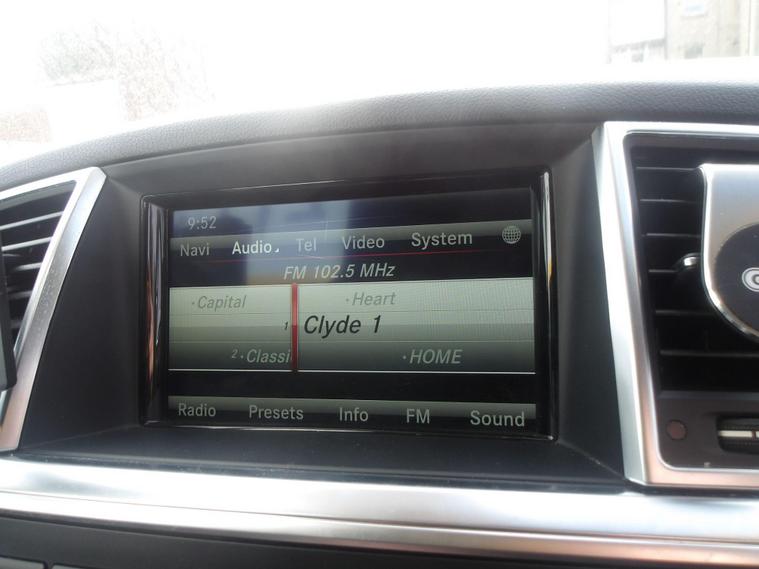 9:52
Navi Audio Tel Video System
FM 102.5 MHz
·Capital ·Heart
1 Clyde 1
2·Classi ·HOME
Radio Presets Info FM Sound